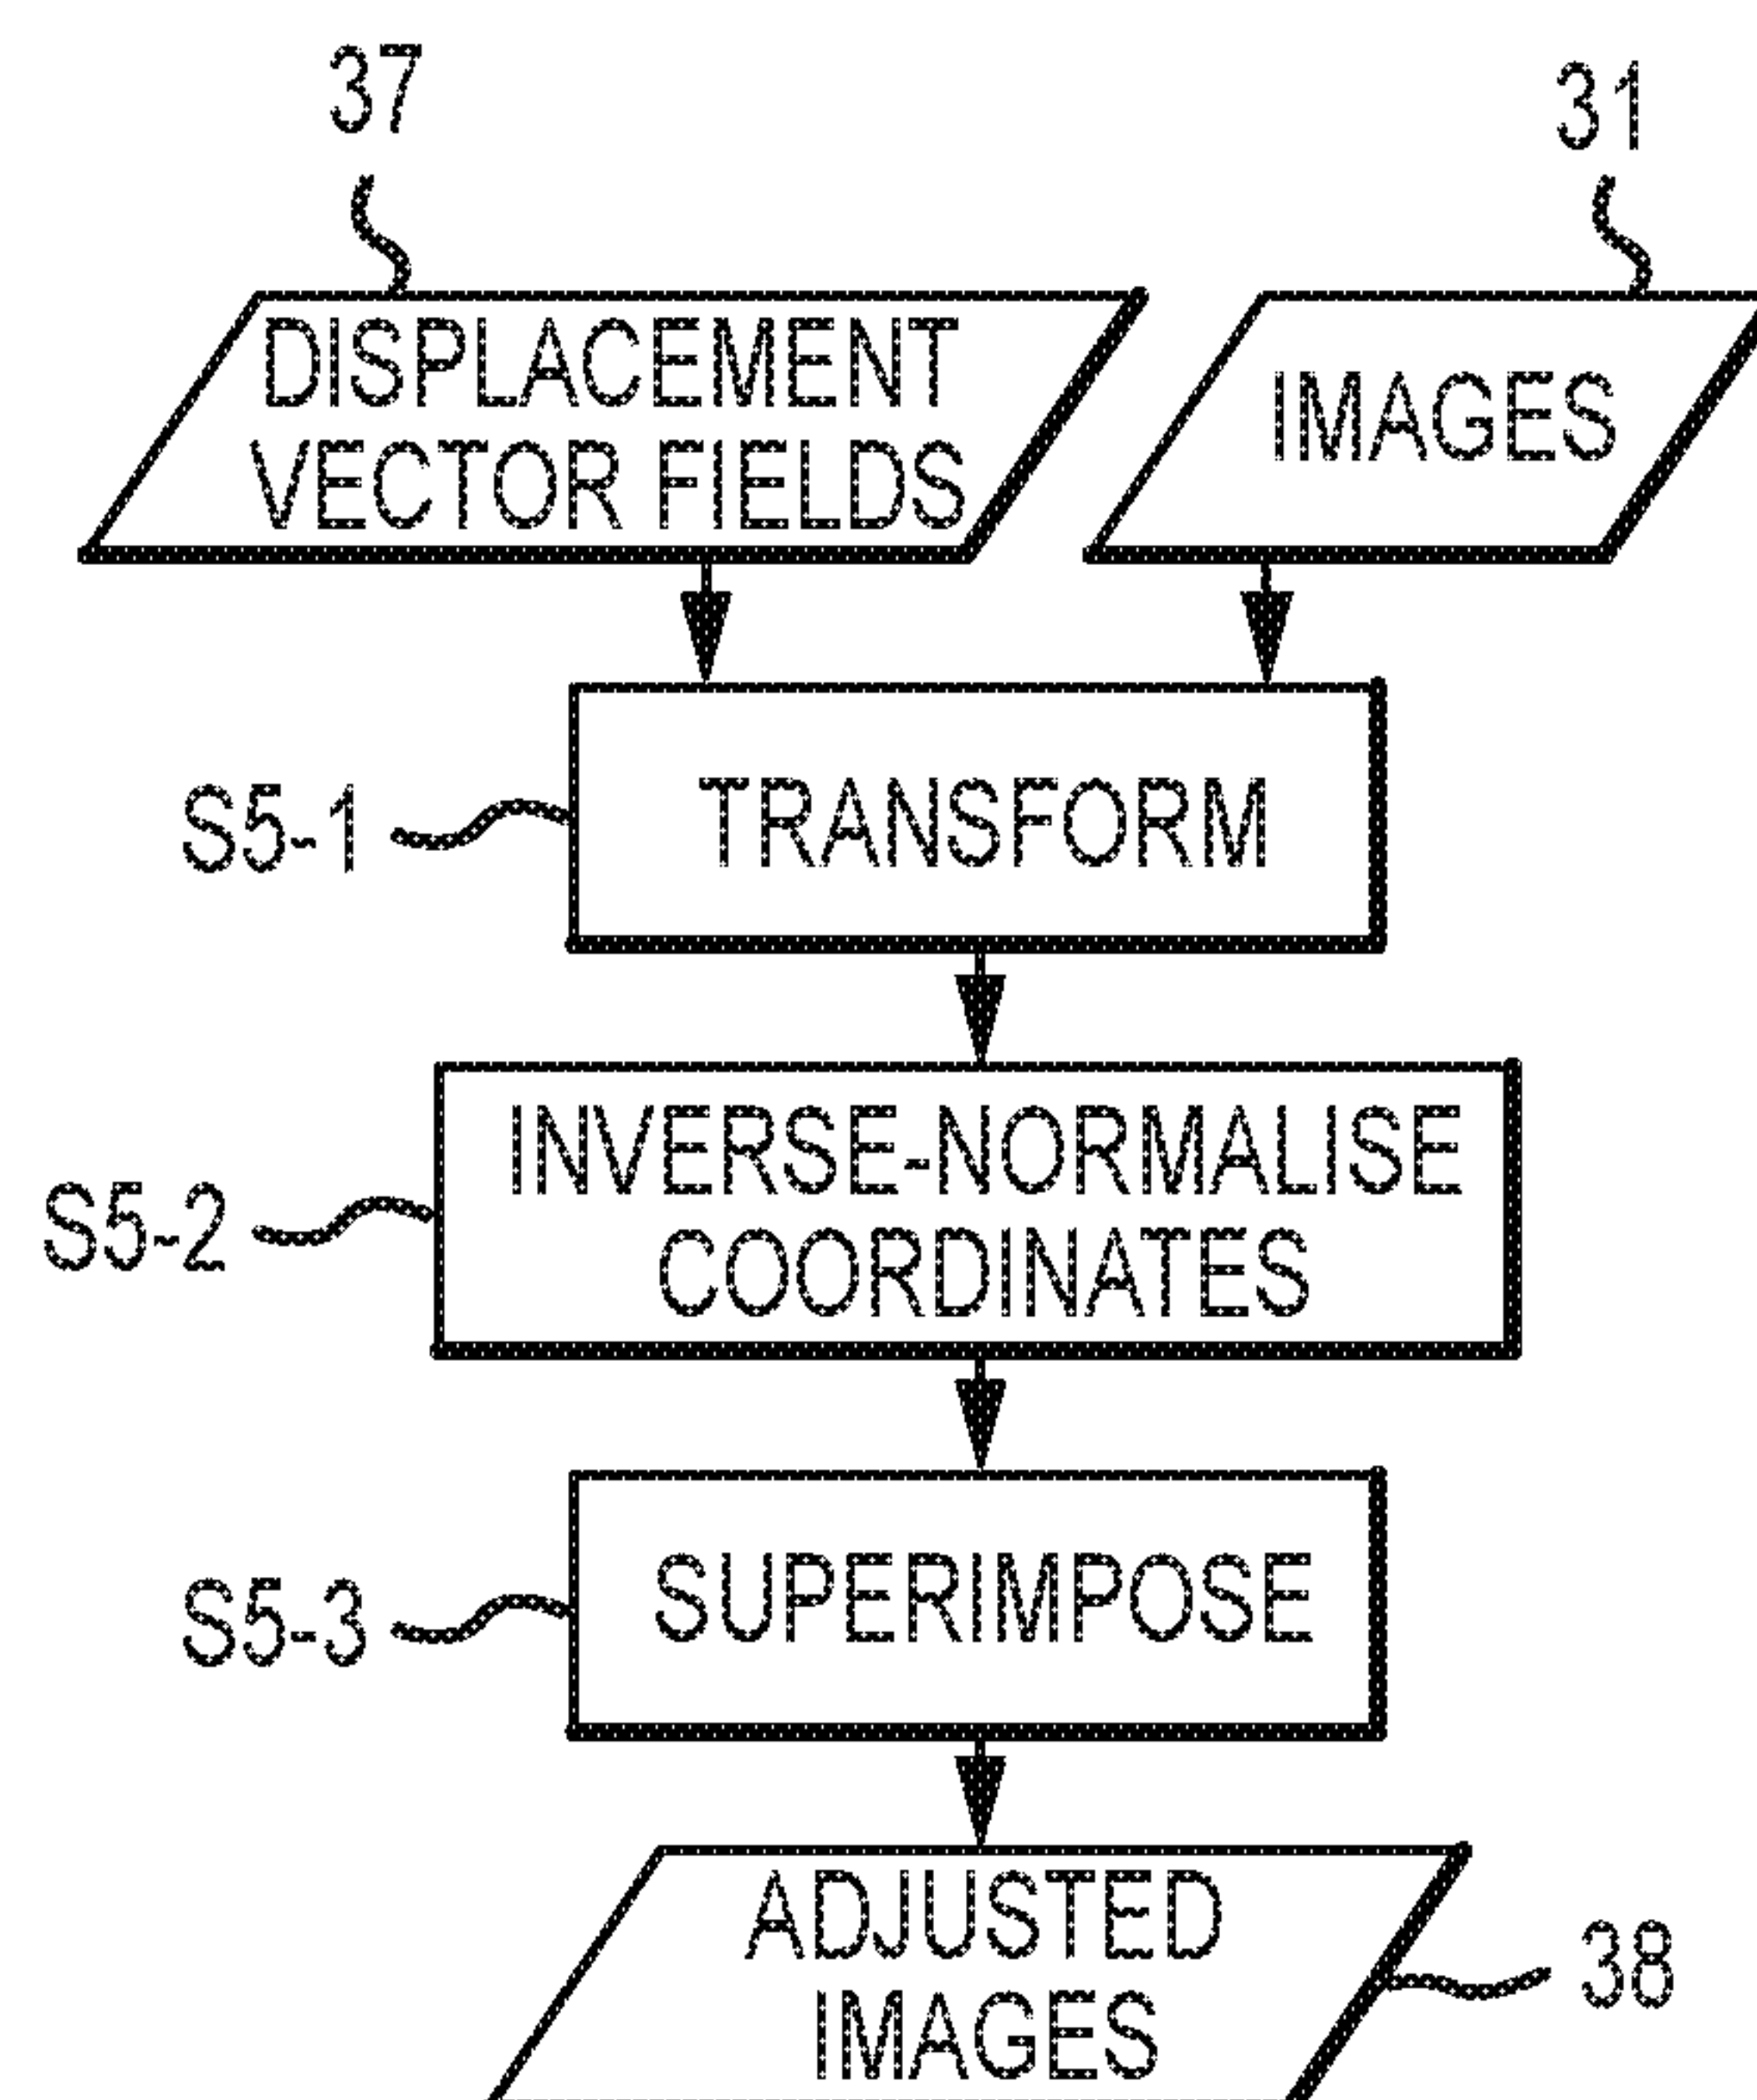 37
31
DISPLACEMENT
VECTOR FIELDS
IMAGES
S5-1
TRANSFORM
S5-2
INVERSE-NORMALISE
COORDINATES
S5-3
SUPERIMPOSE
ADJUSTED
IMAGES
38